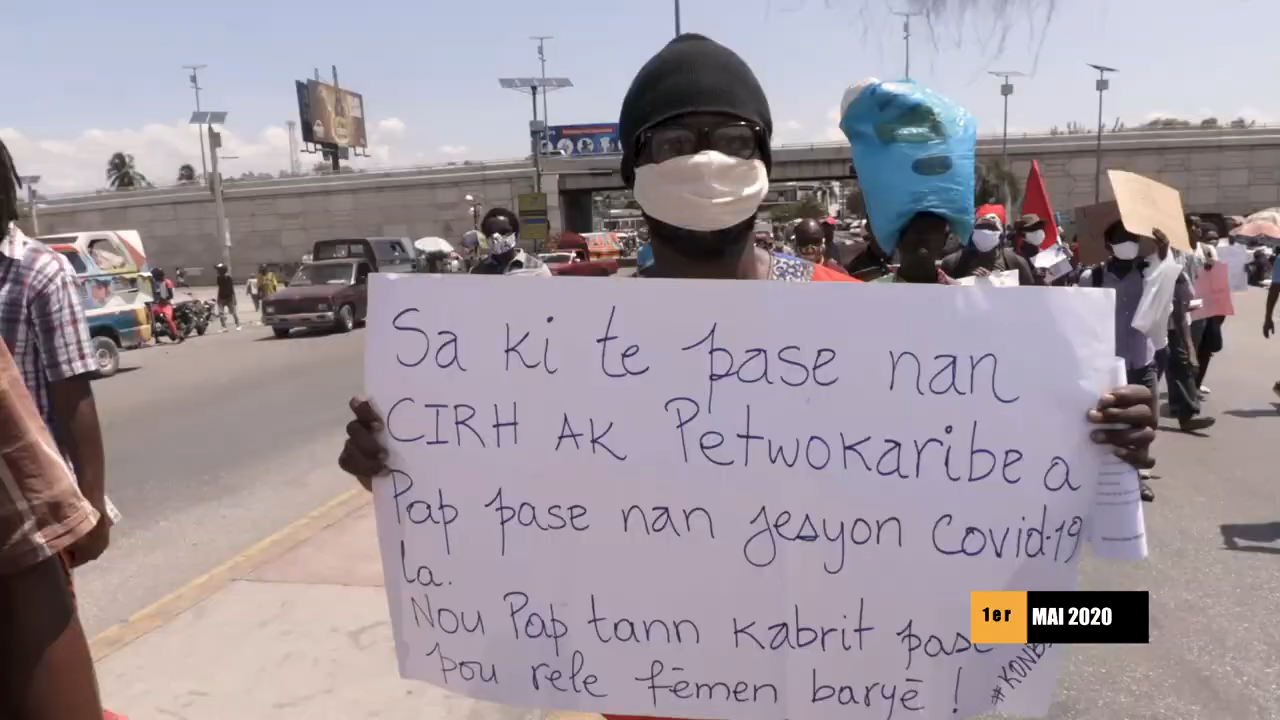 Sa ki te pase nan
CIRH AK Petwokaribe a
Pap pase nan jesyon Covid-19
la.
Nou Pap tann kabrit pase
pou rele fèmen baryè !
1er MAI 2020